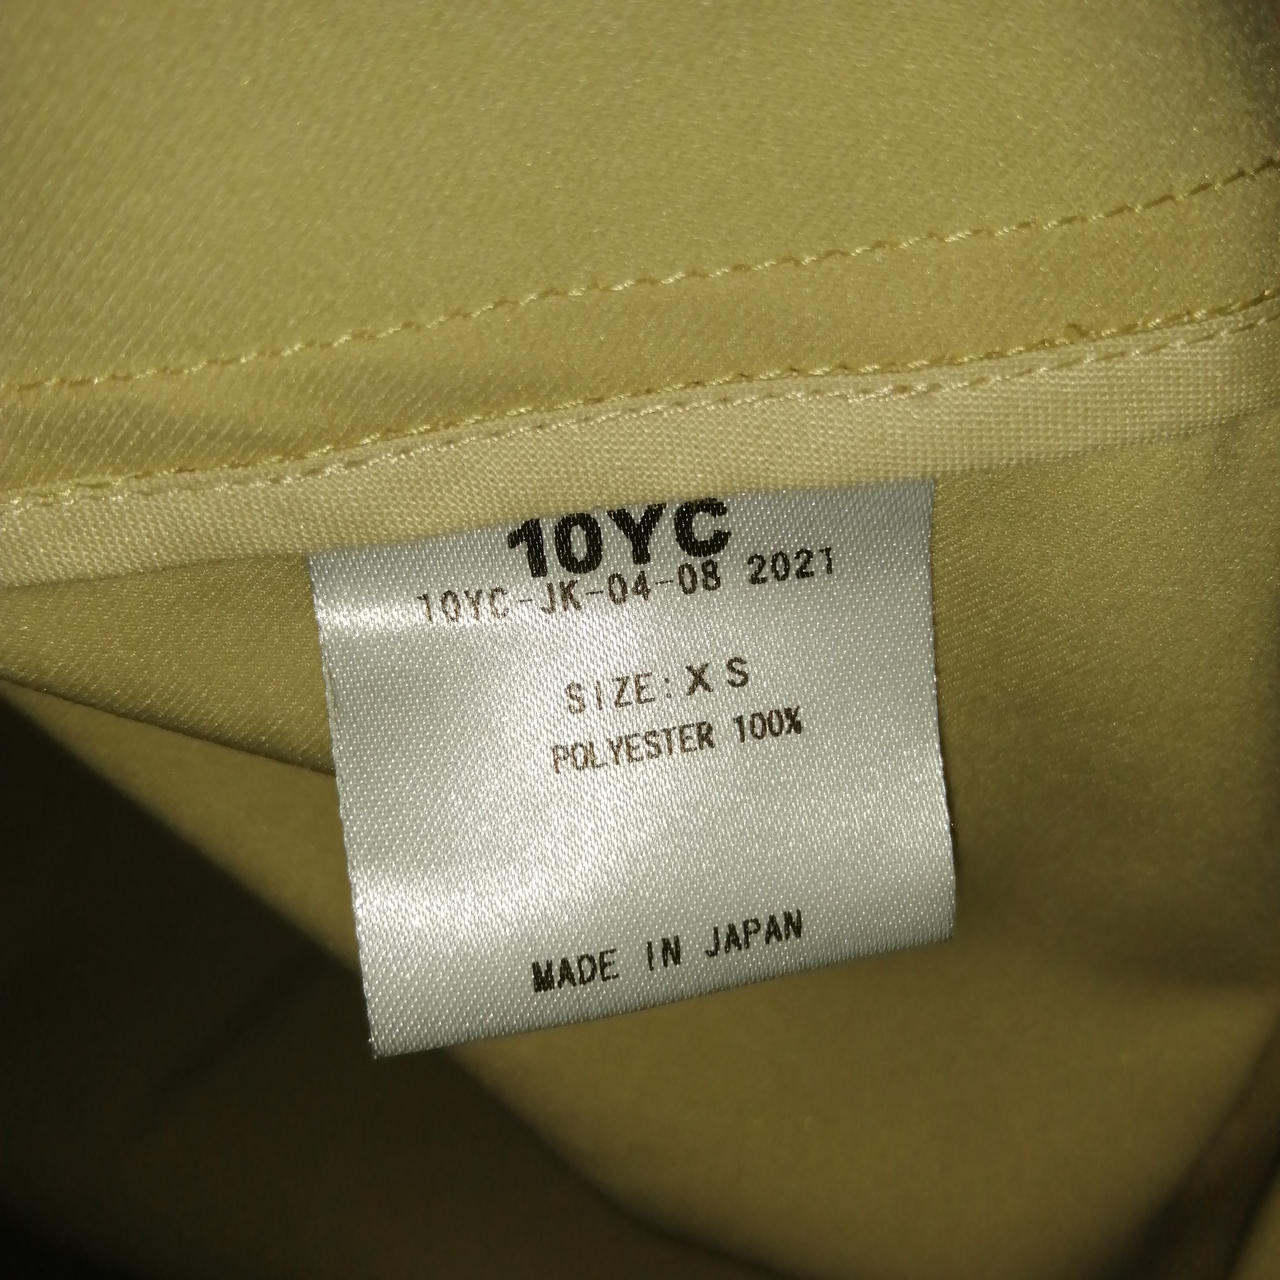 10YC
10YC-JK-04-08 2021
SIZE:XS
POLYESTER 100%
MADE IN JAPAN